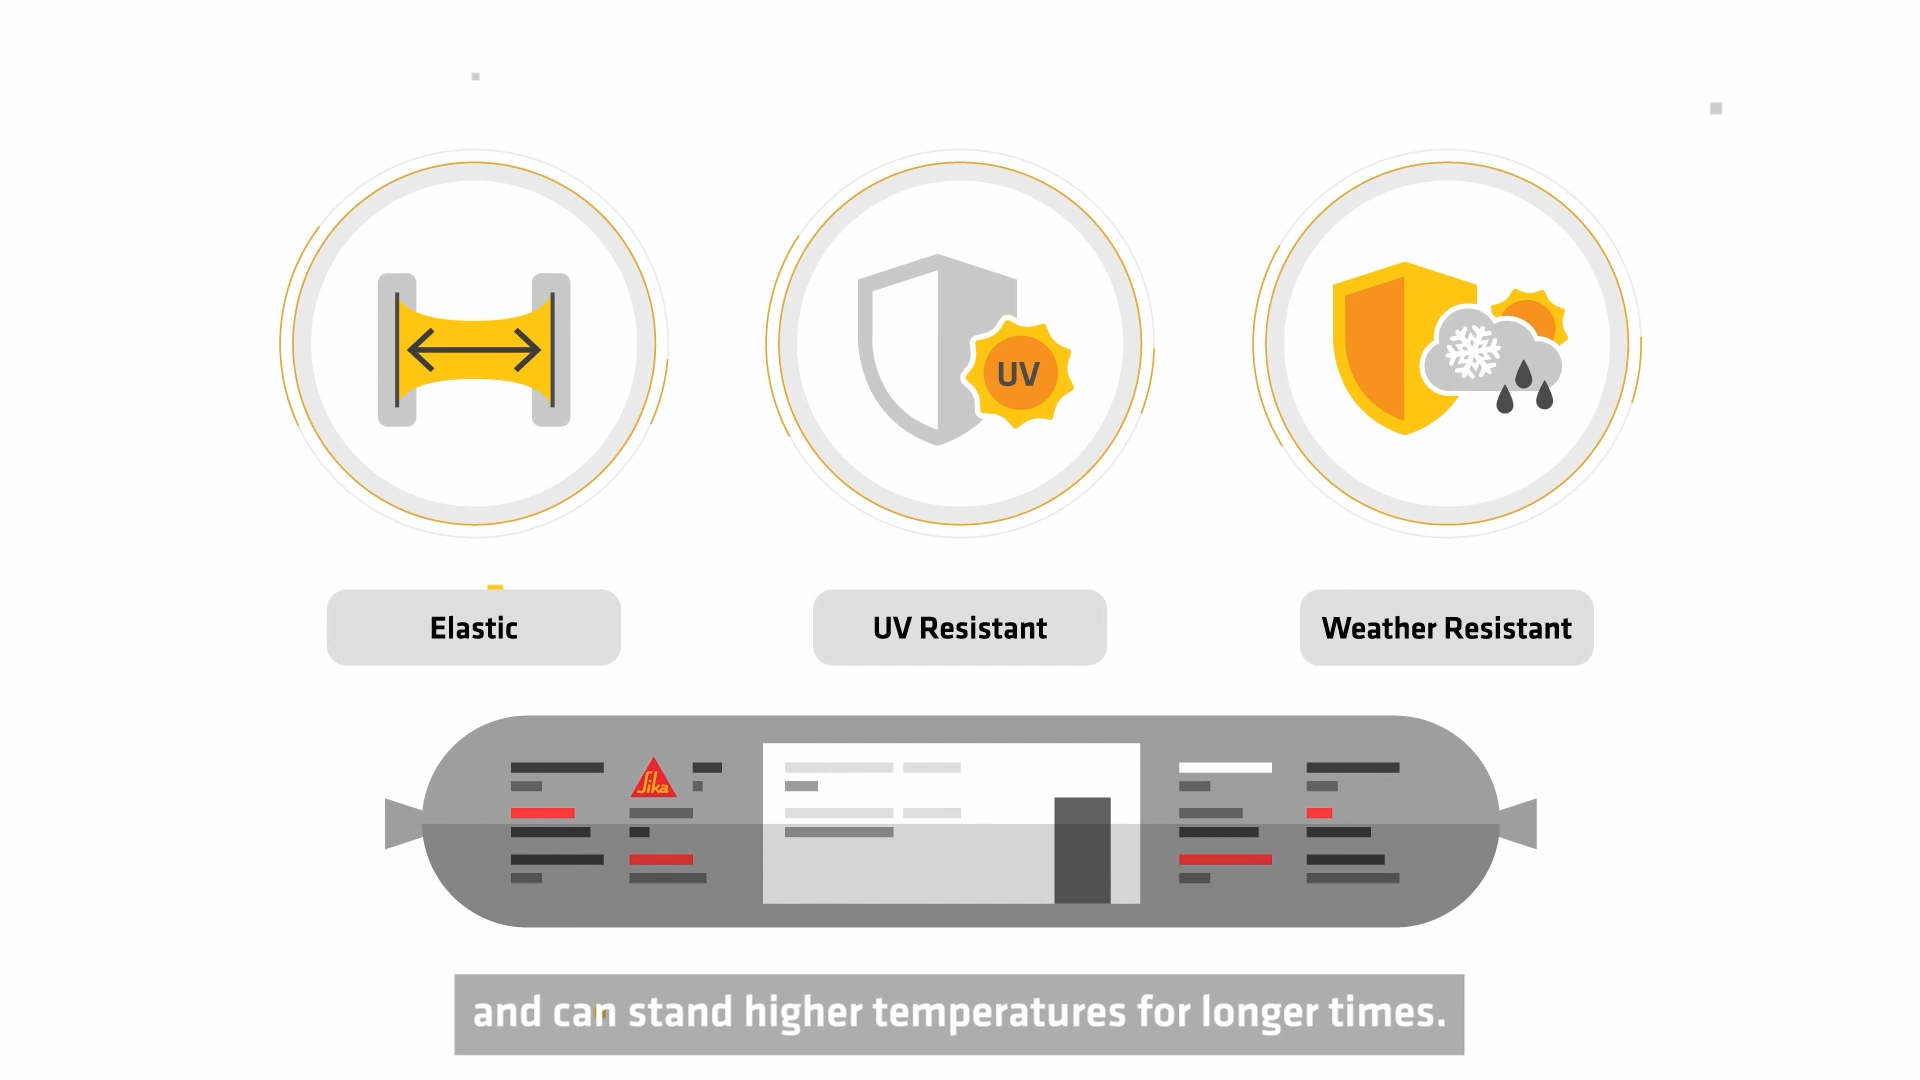 UV
Elastic
UV Resistant
Weather Resistant
Sika
and can stand higher temperatures for longer times.